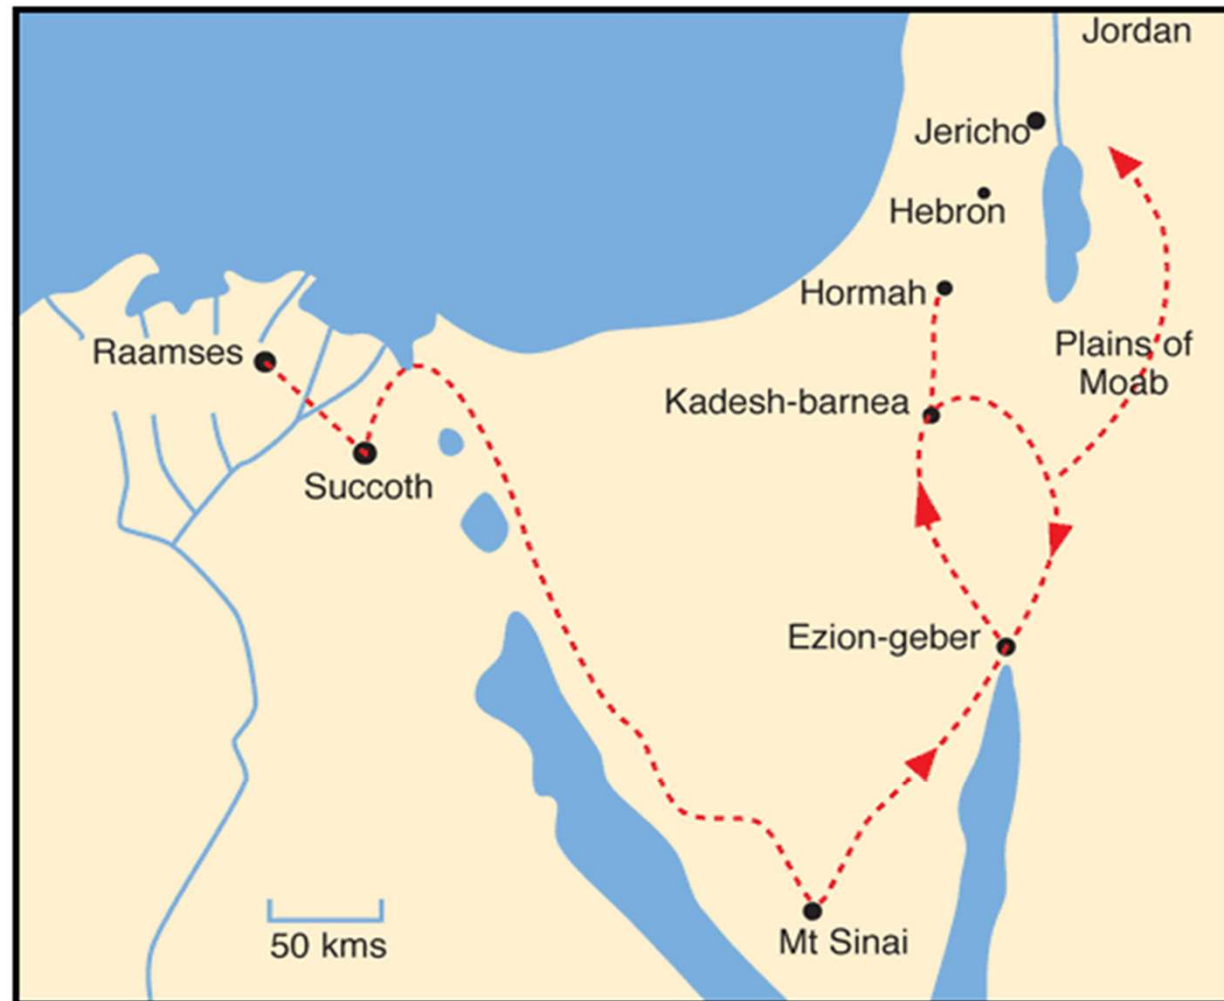 Jordan
Jericho
Hebron
Hormah
Plains of
Moab
Raamses
Kadesh-barnea
Succoth
Ezion-geber
50 kms
Mt Sinai